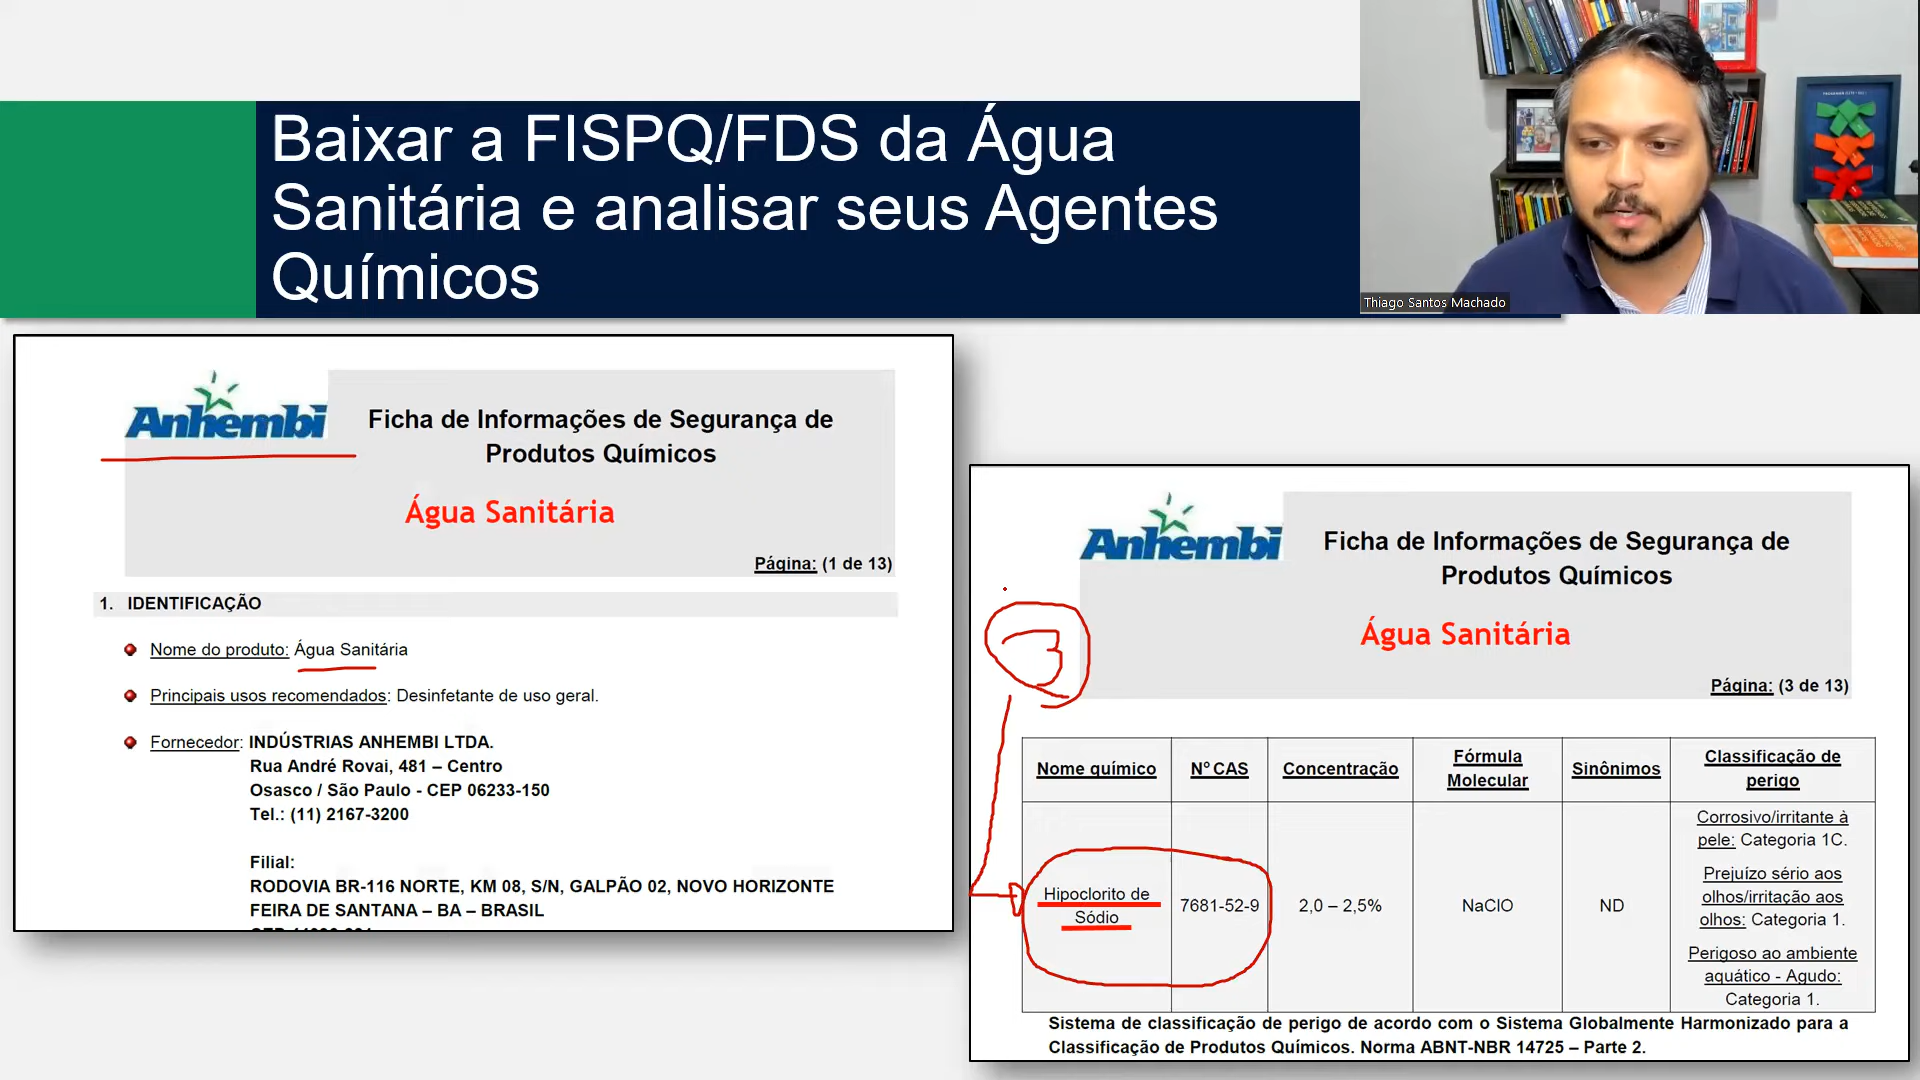 Baixar a FISPQ/FDS da Água
Sanitária e analisar seus Agentes
Químicos
Thiago Santos Machado
Anhembi
Ficha de Informações de Segurança de
Produtos Químicos
Água Sanitária
Página: (1 de 13)
1. IDENTIFICAÇÃO
Nome do produto: Água Sanitária
Principais usos recomendados: Desinfetante de uso geral.
Fornecedor: INDÚSTRIAS ANHEMBI LTDA.
Rua André Rovai, 481 – Centro
Osasco / São Paulo - CEP 06233-150
Tel.: (11) 2167-3200
Filial:
RODOVIA BR-116 NORTE, KM 08, S/N, GALPÃO 02, NOVO HORIZONTE
FEIRA DE SANTANA – BA – BRASIL
Anhembi
Ficha de Informações de Segurança de
Produtos Químicos
Água Sanitária
Página: (3 de 13)
3
Nome químico
Nº CAS
Concentração
Fórmula
Molecular
Sinônimos
Classificação de
perigo
Hipoclorito de
Sódio
7681-52-9
2,0 – 2,5%
NaClO
ND
Corrosivo/irritante à
pele: Categoria 1C.
Prejuízo sério aos
olhos/irritação aos
olhos: Categoria 1.
Perigoso ao ambiente
aquático - Agudo:
Categoria 1.
Sistema de classificação de perigo de acordo com o Sistema Globalmente Harmonizado para a
Classificação de Produtos Químicos. Norma ABNT-NBR 14725 – Parte 2.